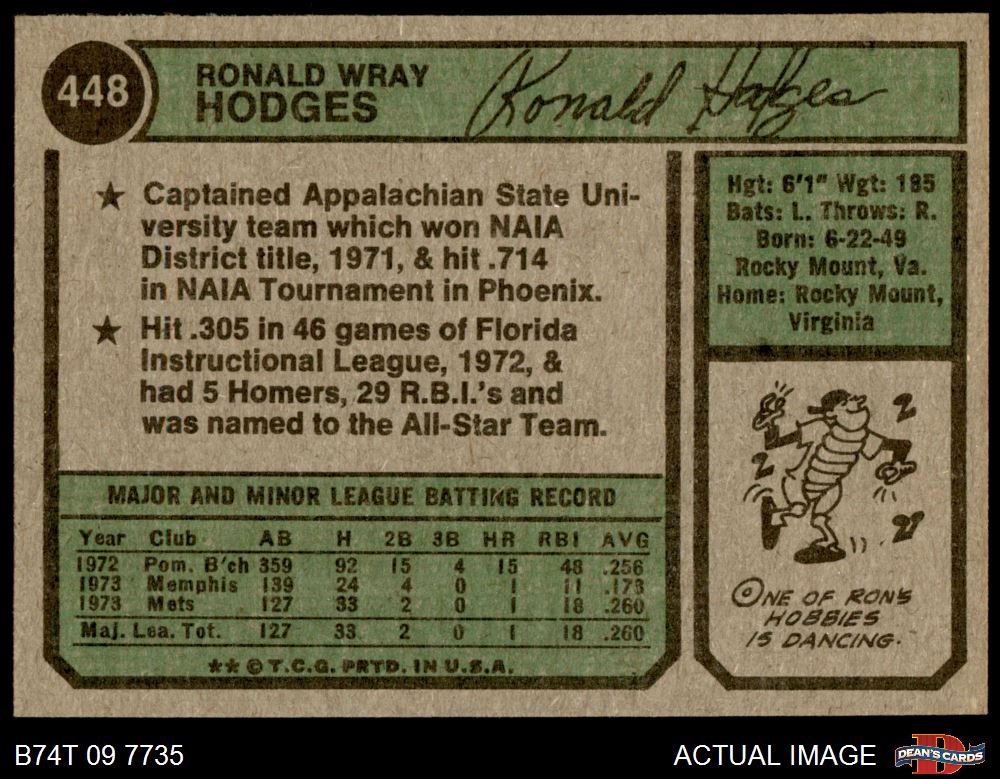 448
RONALD WRAY
HODGES
Ronald Hodges
★ Captained Appalachian State Uni-
versity team which won NAIA
District title, 1971, & hit .714
in NAIA Tournament in Phoenix.
★ Hit .305 in 46 games of Florida
Instructional League, 1972, &
had 5 Homers, 29 R.B.I.'s and
was named to the All-Star Team.
MAJOR AND MINOR LEAGUE BATTING RECORD
Year Club AB H 2B 3B HR RBI AVG
1972 Pom. B'ch 359 92 15 4 15 48 .256
1973 Memphis 139 24 4 0 1 11 .173
1973 Mets 127 33 2 0 1 18 .260
Maj. Lea. Tot. 127 33 2 0 1 18 .260
★★ © T.C.G. PRTD. IN U.S.A.
Hgt: 6'1" Wgt: 185
Bats: L. Throws: R.
Born: 6-22-49
Rocky Mount, Va.
Home: Rocky Mount,
Virginia
ONE OF RON'S
HOBBIES
IS DANCING.
B74T 09 7735
ACTUAL IMAGE
DEAN'S CARDS